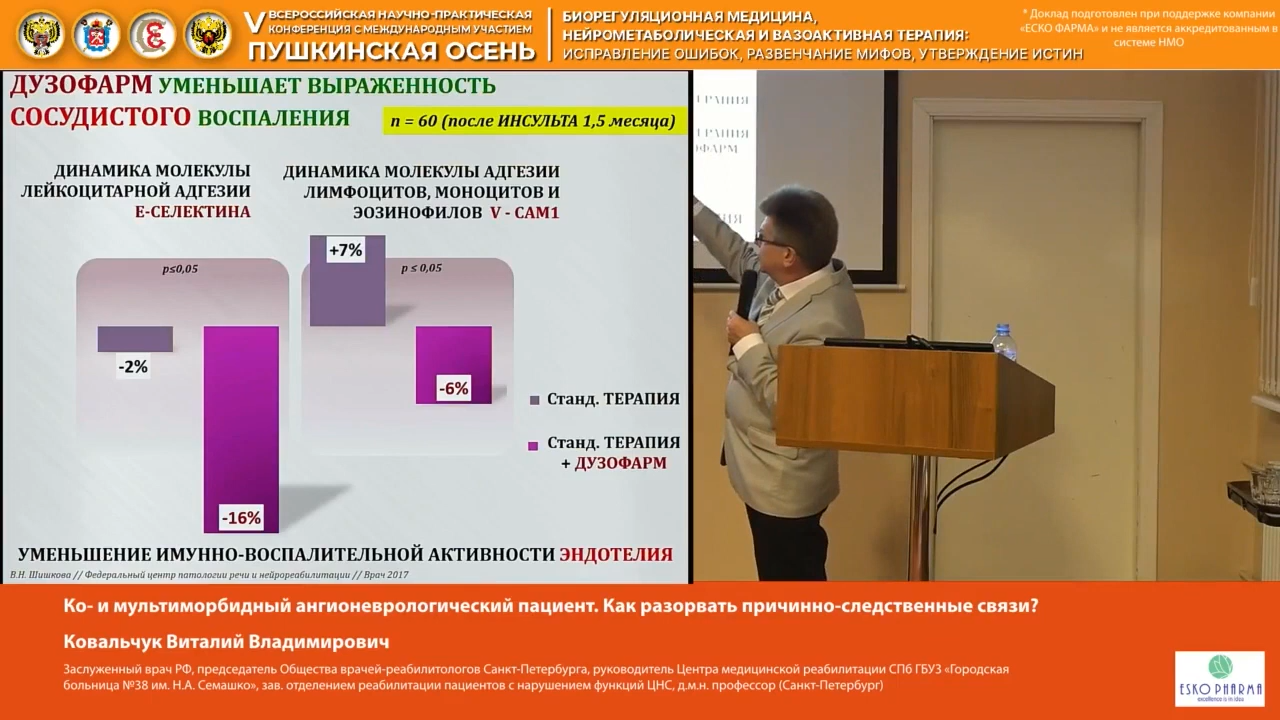 V ВСЕРОССИЙСКАЯ НАУЧНО-ПРАКТИЧЕСКАЯ
КОНФЕРЕНЦИЯ С МЕЖДУНАРОДНЫМ УЧАСТИЕМ
ПУШКИНСКАЯ ОСЕНЬ
БИОРЕГУЛЯЦИОННАЯ МЕДИЦИНА,
НЕЙРОМЕТАБОЛИЧЕСКАЯ И ВАЗОАКТИВНАЯ ТЕРАПИЯ:
ИСПРАВЛЕНИЕ ОШИБОК, РАЗВЕНЧАНИЕ МИФОВ, УТВЕРЖДЕНИЕ ИСТИН
* Доклад подготовлен при поддержке компании
«ЕСКО ФАРМА» и не является аккредитованным в
системе НМО
ДУЗОФАРМ УМЕНЬШАЕТ ВЫРАЖЕННОСТЬ
СОСУДИСТОГО ВОСПАЛЕНИЯ
n = 60 (после ИНСУЛЬТА 1,5 месяца)
ДИНАМИКА МОЛЕКУЛЫ
ЛЕЙКОЦИТАРНОЙ АДГЕЗИИ
Е-СЕЛЕКТИНА
ДИНАМИКА МОЛЕКУЛЫ АДГЕЗИИ
ЛИМФОЦИТОВ, МОНОЦИТОВ И
ЭОЗИНОФИЛОВ V - CAM1
p≤0,05
+7%
p ≤ 0,05
-2%
-6%
-16%
Станд. ТЕРАПИЯ
Станд. ТЕРАПИЯ
+ ДУЗОФАРМ
УМЕНЬШЕНИЕ ИМУННО-ВОСПАЛИТЕЛЬНОЙ АКТИВНОСТИ ЭНДОТЕЛИЯ
В.Н. Шишкова // Федеральный центр патологии речи и нейрореабилитации // Врач 2017
Ко- и мультиморбидный ангионеврологический пациент. Как разорвать причинно-следственные связи?
Ковальчук Виталий Владимирович
Заслуженный врач РФ, председатель Общества врачей-реабилитологов Санкт-Петербурга, руководитель Центра медицинской реабилитации СПб ГБУЗ «Городская
больница №38 им. Н.А. Семашко», зав. отделением реабилитации пациентов с нарушением функций ЦНС, д.м.н. профессор (Санкт-Петербург)
ESKO PHARMA
excellence is in idea